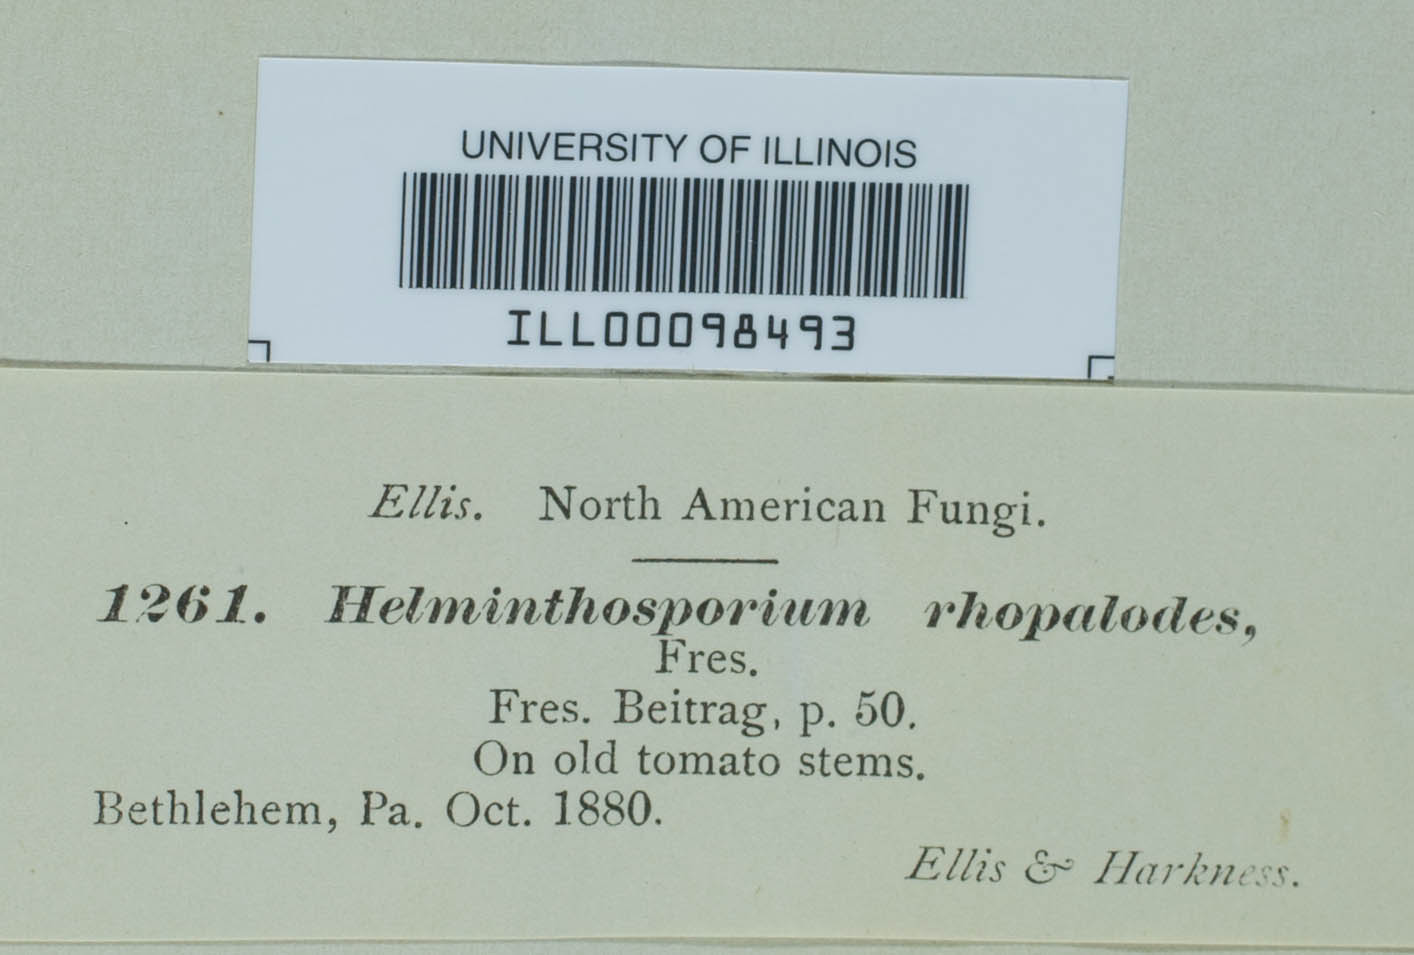 UNIVERSITY OF ILLINOIS
ILL00098493
Ellis. North American Fungi.
1261. Helminthosporium rhopalodes,
Fres.
Fres. Beitrag, p. 50.
On old tomato stems.
Bethlehem, Pa. Oct. 1880.
Ellis & Harkness.